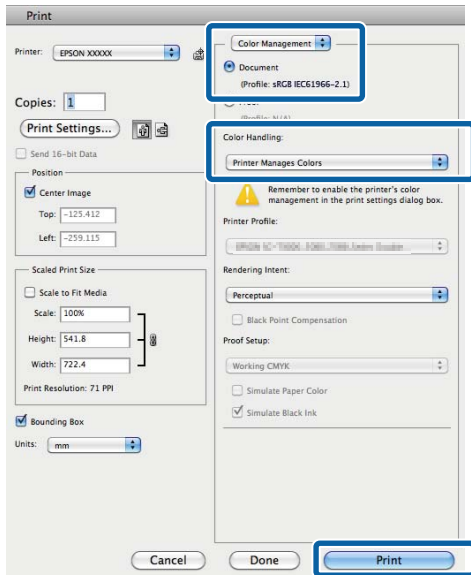 Print
Printer: EPSON XXXXX
Copies: 1
Print Settings...
Send 16-bit Data
Position
Center Image
Top: -125.412
Left: -259.115
Scaled Print Size
Scale to Fit Media
Scale: 100%
Height: 541.8
Width: 722.4
Print Resolution: 71 PPI
Bounding Box
Units: mm
Color Management
Document
(Profile: sRGB IEC61966-2.1)
Color Handling:
Printer Manages Colors
Remember to enable the printer's color
management in the print settings dialog box.
Printer Profile:
Rendering Intent:
Perceptual
Black Point Compensation
Proof Setup:
Working CMYK
Simulate Paper Color
Simulate Black Ink
Cancel Done Print